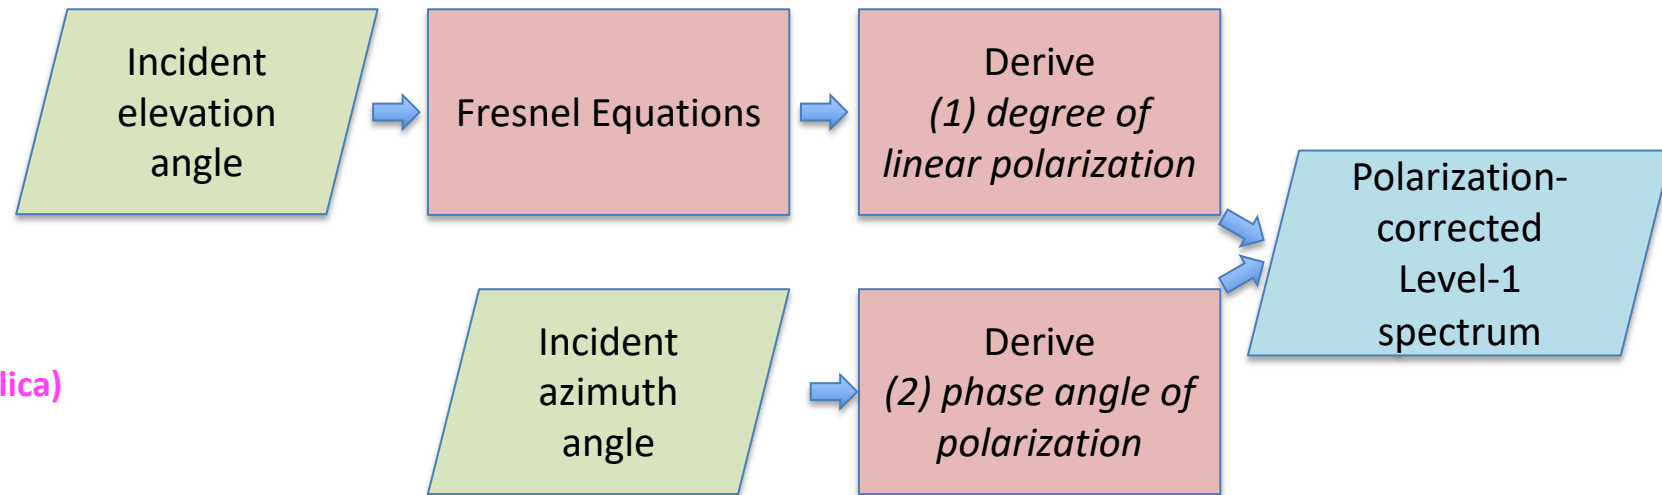 Incident
elevation
angle
Fresnel Equations
Derive
(1) degree of
linear polarization
Polarization-
corrected
Level-1
spectrum
Incident
azimuth
angle
Derive
(2) phase angle of
polarization
lica)